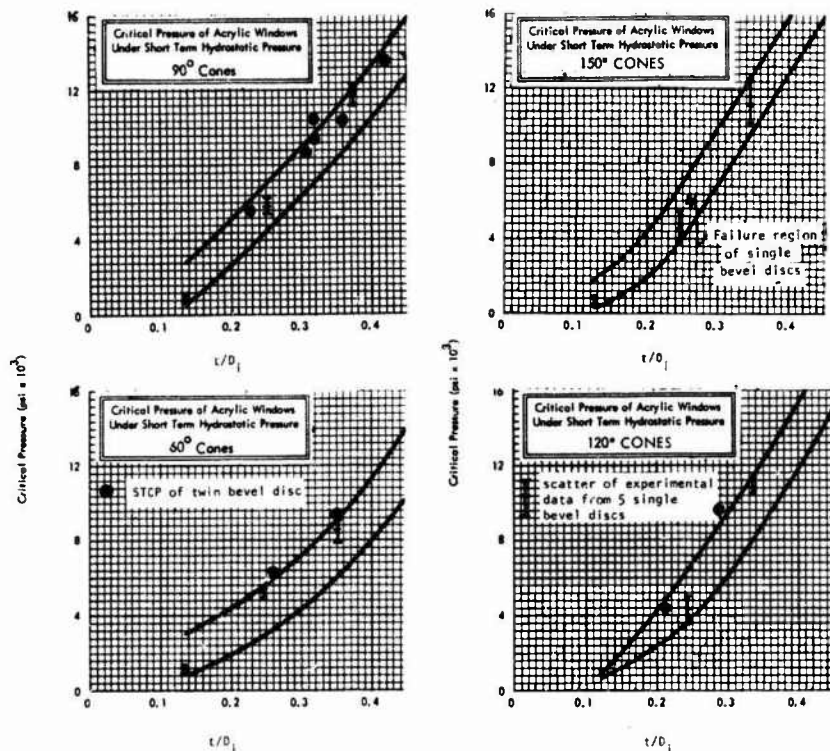 Critical Pressure of Acrylic Windows
Under Short Term Hydrostatic Pressure
90° Cones
16
12
8
4
0
0
0.1
0.2
0.3
0.4
t/Di
Critical Pressure of Acrylic Windows
Under Short Term Hydrostatic Pressure
150° CONES
Failure region
of single
bevel discs
16
12
8
4
0
0
0.1
0.2
0.3
0.4
t/Di
Critical Pressure (psi x 10³)
Critical Pressure of Acrylic Windows
Under Short Term Hydrostatic Pressure
60° Cones
STCP of twin bevel disc
16
12
8
4
0
0
0.1
0.2
0.3
0.4
t/Di
Critical Pressure (psi x 10³)
Critical Pressure of Acrylic Windows
Under Short Term Hydrostatic Pressure
120° CONES
scatter of experimental
data from 5 single
bevel discs
16
12
8
4
0
0
0.1
0.2
0.3
0.4
t/Di